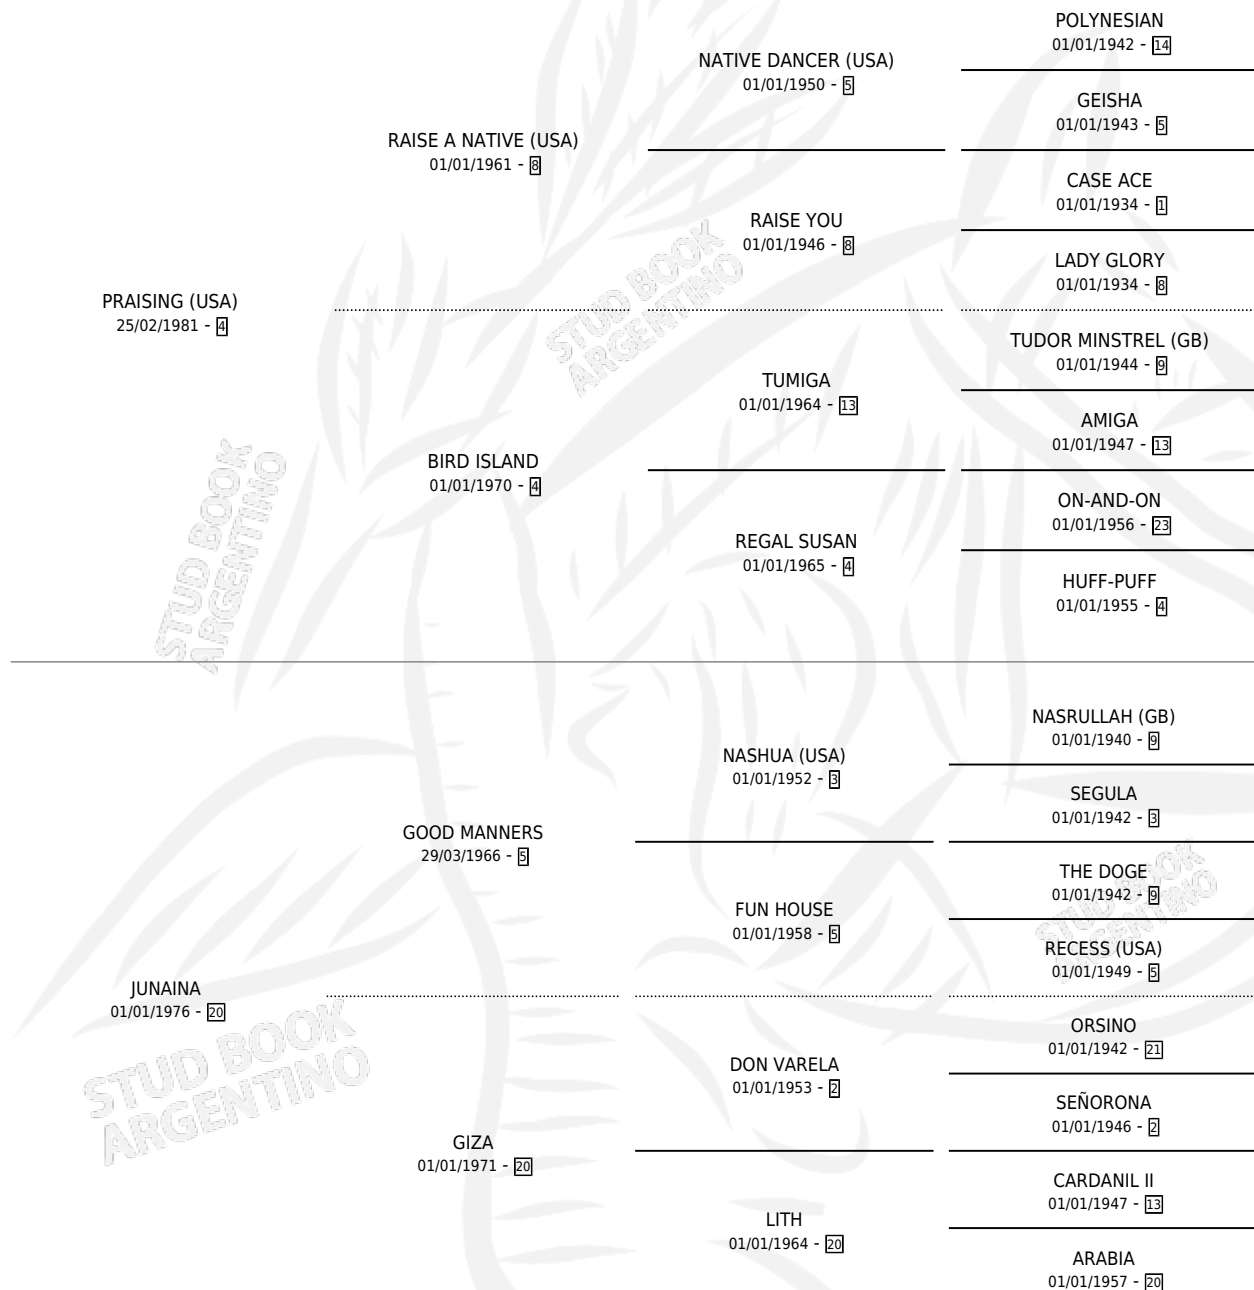 POLYNESIAN
01/01/1942 - 14
NATIVE DANCER (USA)
01/01/1950 - 5
GEISHA
01/01/1943 - 5
RAISE A NATIVE (USA)
01/01/1961 - 8
CASE ACE
01/01/1934 - 1
RAISE YOU
01/01/1946 - 8
LADY GLORY
01/01/1934 - 8
PRAISING (USA)
25/02/1981 - 4
STUD BOOK
ARGENTINO
TUDOR MINSTREL (GB)
01/01/1944 - 9
TUMIGA
01/01/1964 - 13
AMIGA
01/01/1947 - 13
BIRD ISLAND
01/01/1970 - 4
ON-AND-ON
01/01/1956 - 23
REGAL SUSAN
01/01/1965 - 4
HUFF-PUFF
01/01/1955 - 4
STUD BOOK
ARGENTINO
NASRULLAH (GB)
01/01/1940 - 9
NASHUA (USA)
01/01/1952 - 3
SEGULA
01/01/1942 - 3
GOOD MANNERS
29/03/1966 - 5
THE DOGE
01/01/1942 - 9
FUN HOUSE
01/01/1958 - 5
RECESS (USA)
01/01/1949 - 5
STUD BOOK
ARGENTINO
JUNAINA
01/01/1976 - 20
ORSINO
01/01/1942 - 21
DON VARELA
01/01/1953 - 2
SEÑORONA
01/01/1946 - 2
STUD BOOK
ARGENTINO
GIZA
01/01/1971 - 20
CARDANIL II
01/01/1947 - 13
LITH
01/01/1964 - 20
ARABIA
01/01/1957 - 20